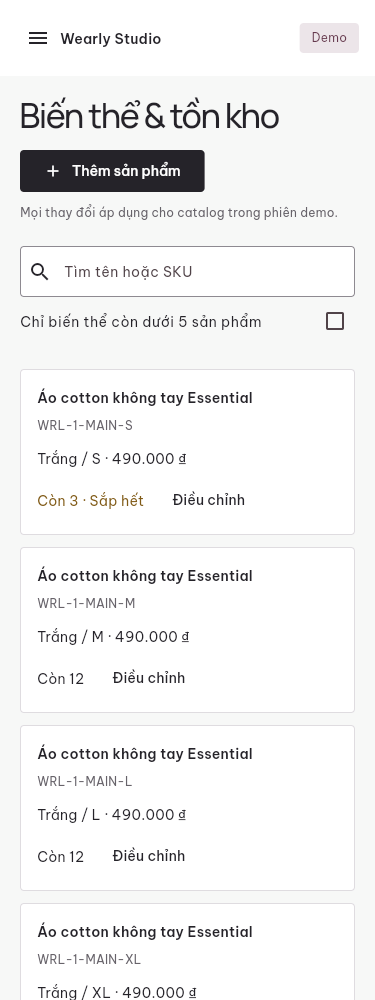 Wearly Studio
Demo
Biến thể & tồn kho
+ Thêm sản phẩm
Mọi thay đổi áp dụng cho catalog trong phiên demo.
Tìm tên hoặc SKU
Chỉ biến thể còn dưới 5 sản phẩm
Áo cotton không tay Essential
WRL-1-MAIN-S
Trắng / S · 490.000 ₫
Còn 3 · Sắp hết
Điều chỉnh
Áo cotton không tay Essential
WRL-1-MAIN-M
Trắng / M · 490.000 ₫
Còn 12
Điều chỉnh
Áo cotton không tay Essential
WRL-1-MAIN-L
Trắng / L · 490.000 ₫
Còn 12
Điều chỉnh
Áo cotton không tay Essential
WRL-1-MAIN-XL
Trắng / XL · 490.000 ₫